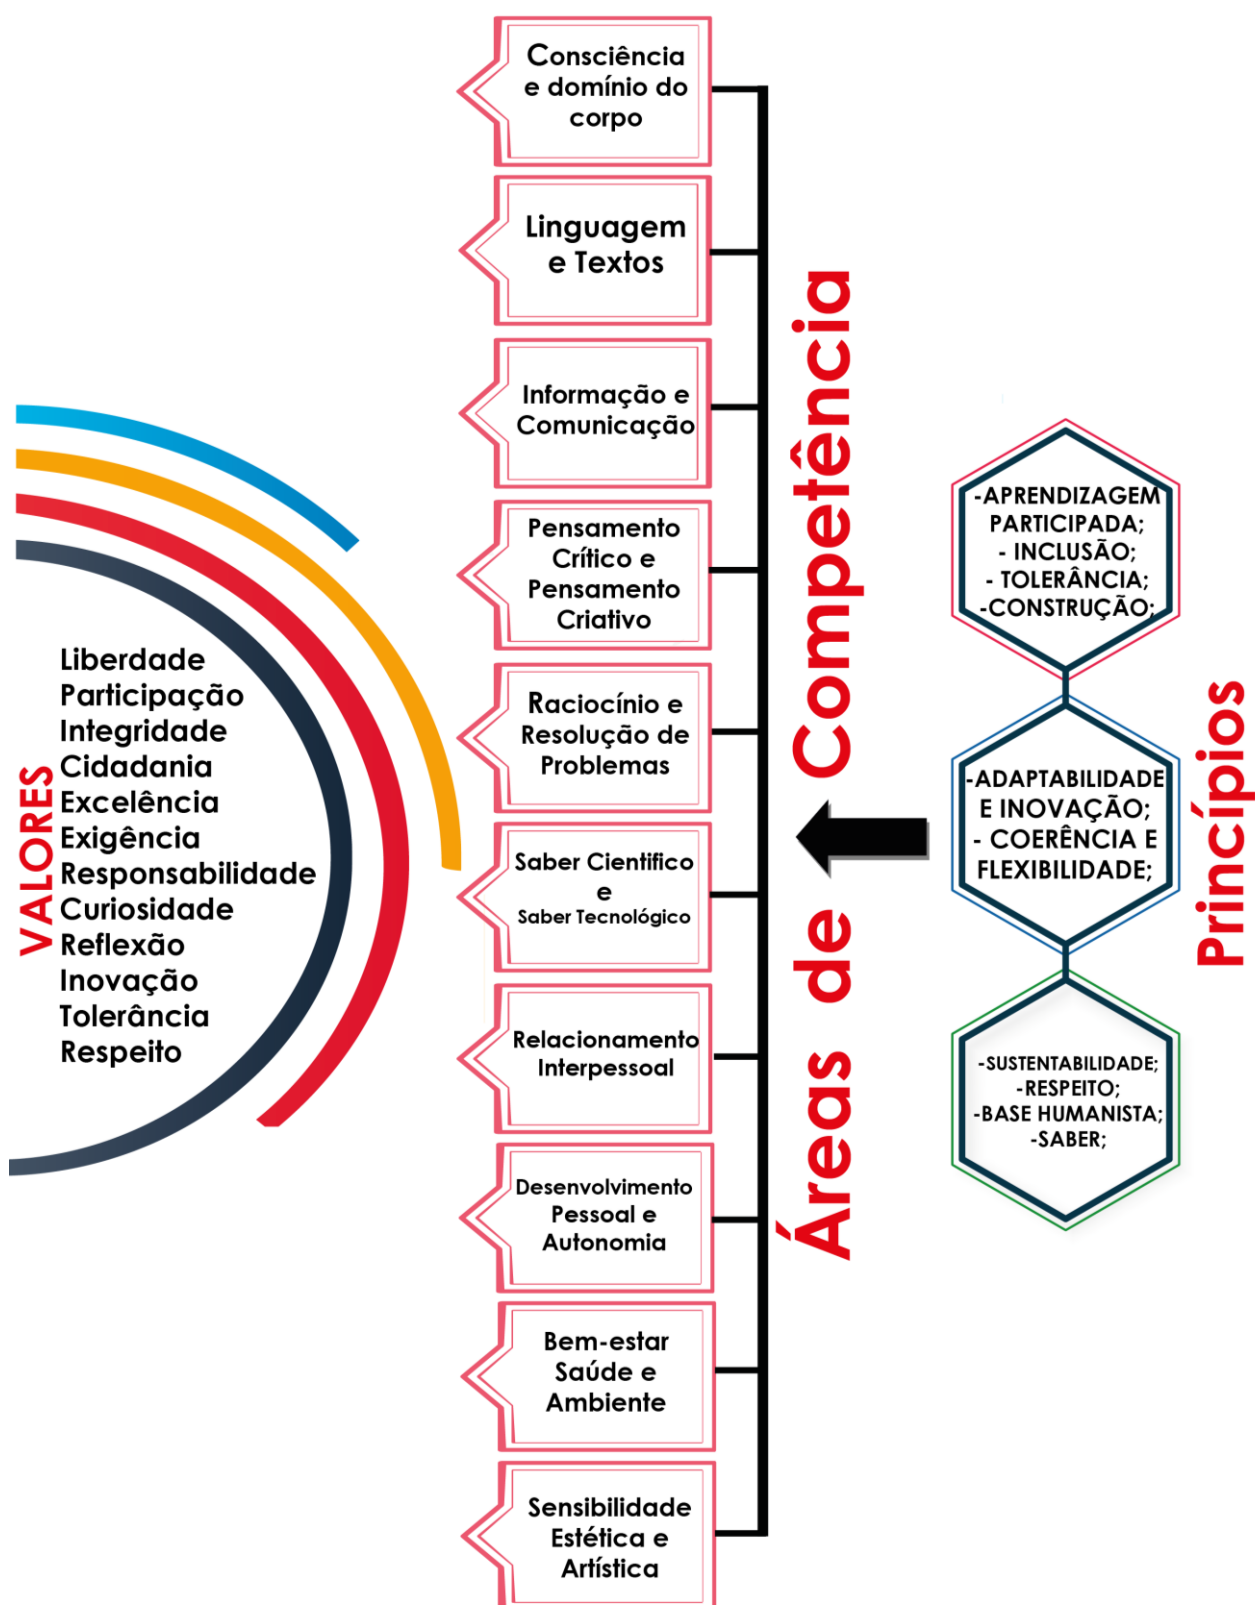 VALORES
Liberdade
Participação
Integridade
Cidadania
Excelência
Exigência
Responsabilidade
Curiosidade
Reflexão
Inovação
Tolerância
Respeito
Consciência
e domínio do
corpo
Linguagem
e Textos
Informação e
Comunicação
Pensamento
Crítico e
Pensamento
Criativo
Raciocínio e
Resolução de
Problemas
Saber Cientifico
e
Saber Tecnológico
Relacionamento
Interpessoal
Desenvolvimento
Pessoal e
Autonomia
Bem-estar
Saúde e
Ambiente
Sensibilidade
Estética e
Artística
Áreas de Competência
-APRENDIZAGEM
PARTICIPADA;
- INCLUSÃO;
- TOLERÂNCIA;
-CONSTRUÇÃO;
-ADAPTABILIDADE
E INOVAÇÃO;
- COERÊNCIA E
FLEXIBILIDADE;
-SUSTENTABILIDADE;
-RESPEITO;
-BASE HUMANISTA;
-SABER;
Princípios